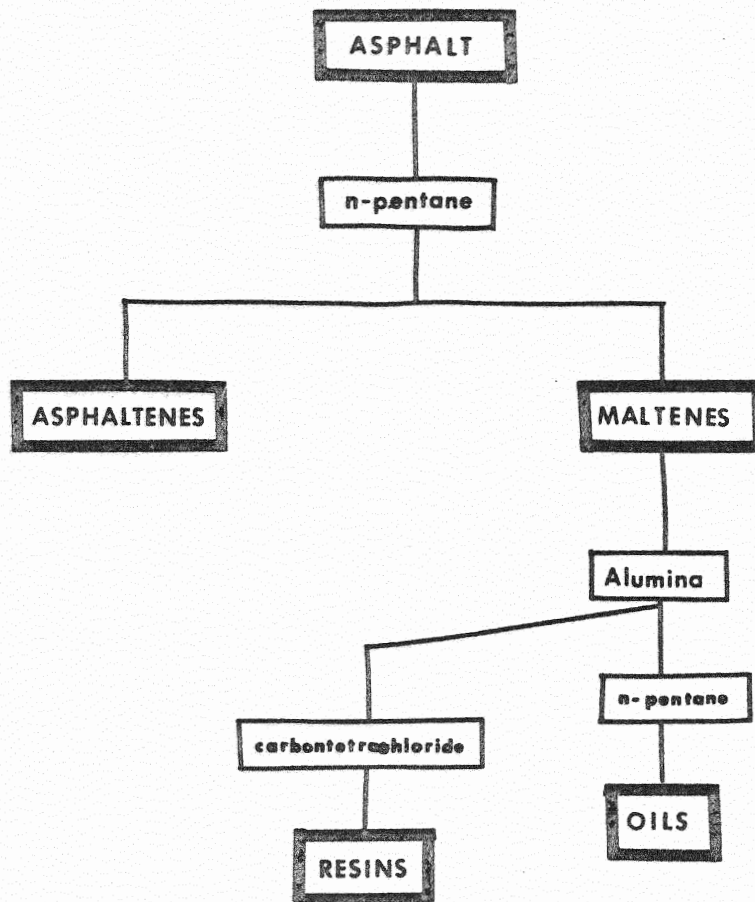 ASPHALT
n-pentane
ASPHALTENES
MALTENES
Alumina
n-pentane
carbontetrachloride
OILS
RESINS